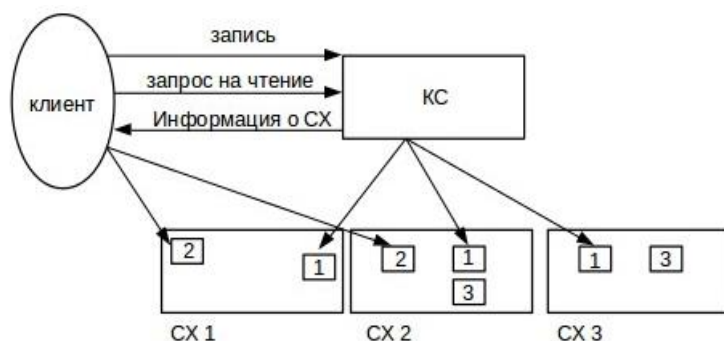 запись
запрос на чтение
клиент
КС
Информация о СХ
2
1
2
1
3
1
3
СХ 1
СХ 2
СХ 3